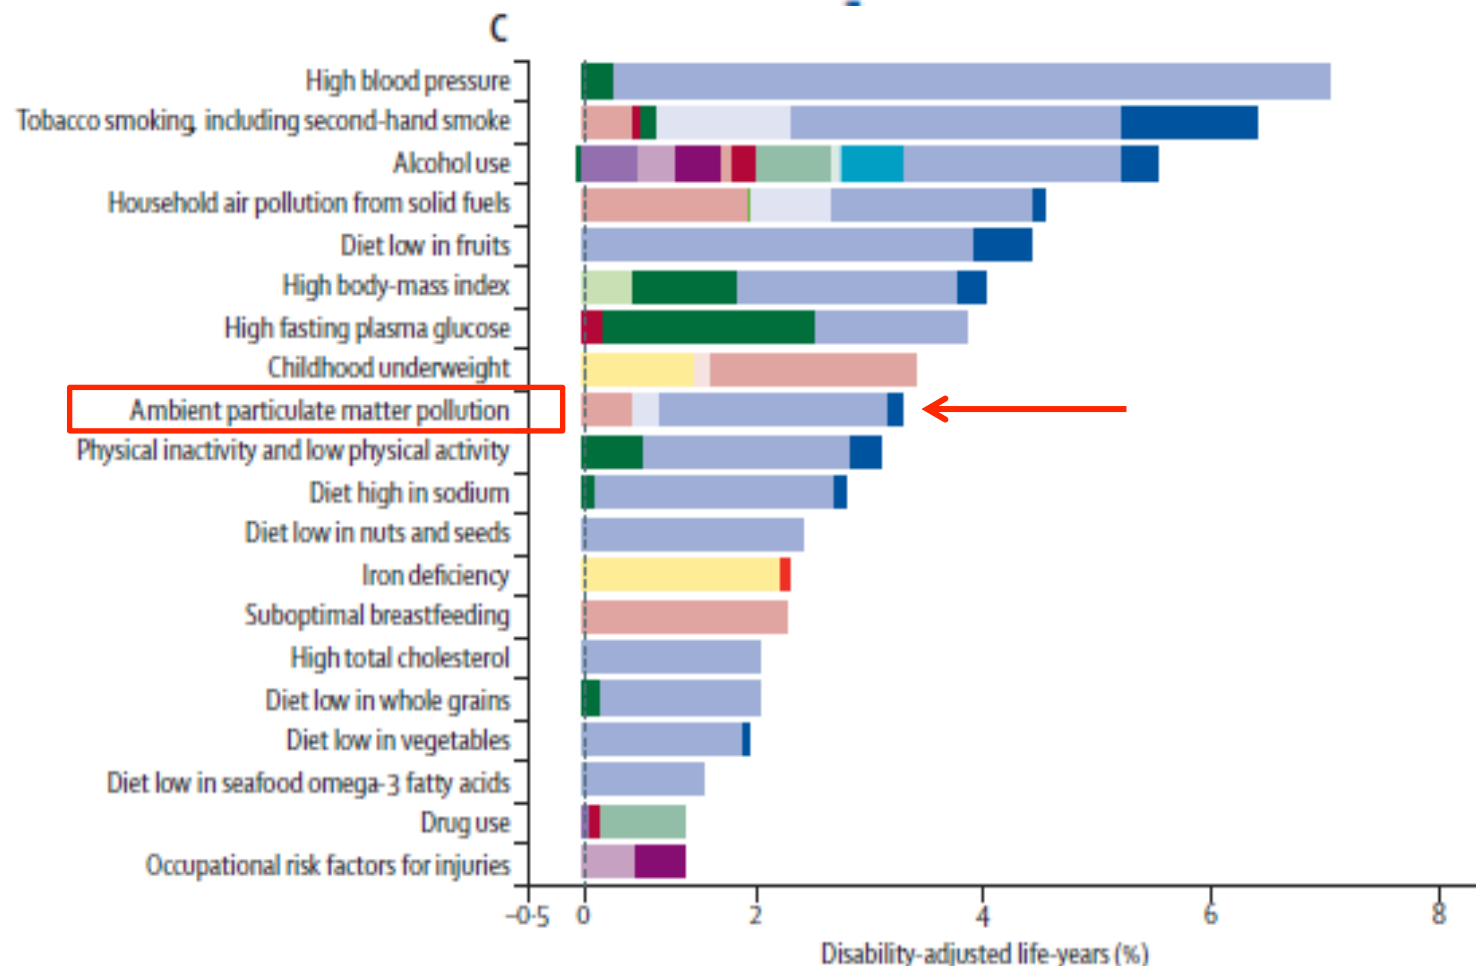 C
High blood pressure
Tobacco smoking, including second-hand smoke
Alcohol use
Household air pollution from solid fuels
Diet low in fruits
High body-mass index
High fasting plasma glucose
Childhood underweight
Ambient particulate matter pollution
Physical inactivity and low physical activity
Diet high in sodium
Diet low in nuts and seeds
Iron deficiency
Suboptimal breastfeeding
High total cholesterol
Diet low in whole grains
Diet low in vegetables
Diet low in seafood omega-3 fatty acids
Drug use
Occupational risk factors for injuries
–0·5 0 2 4 6 8
Disability-adjusted life-years (%)